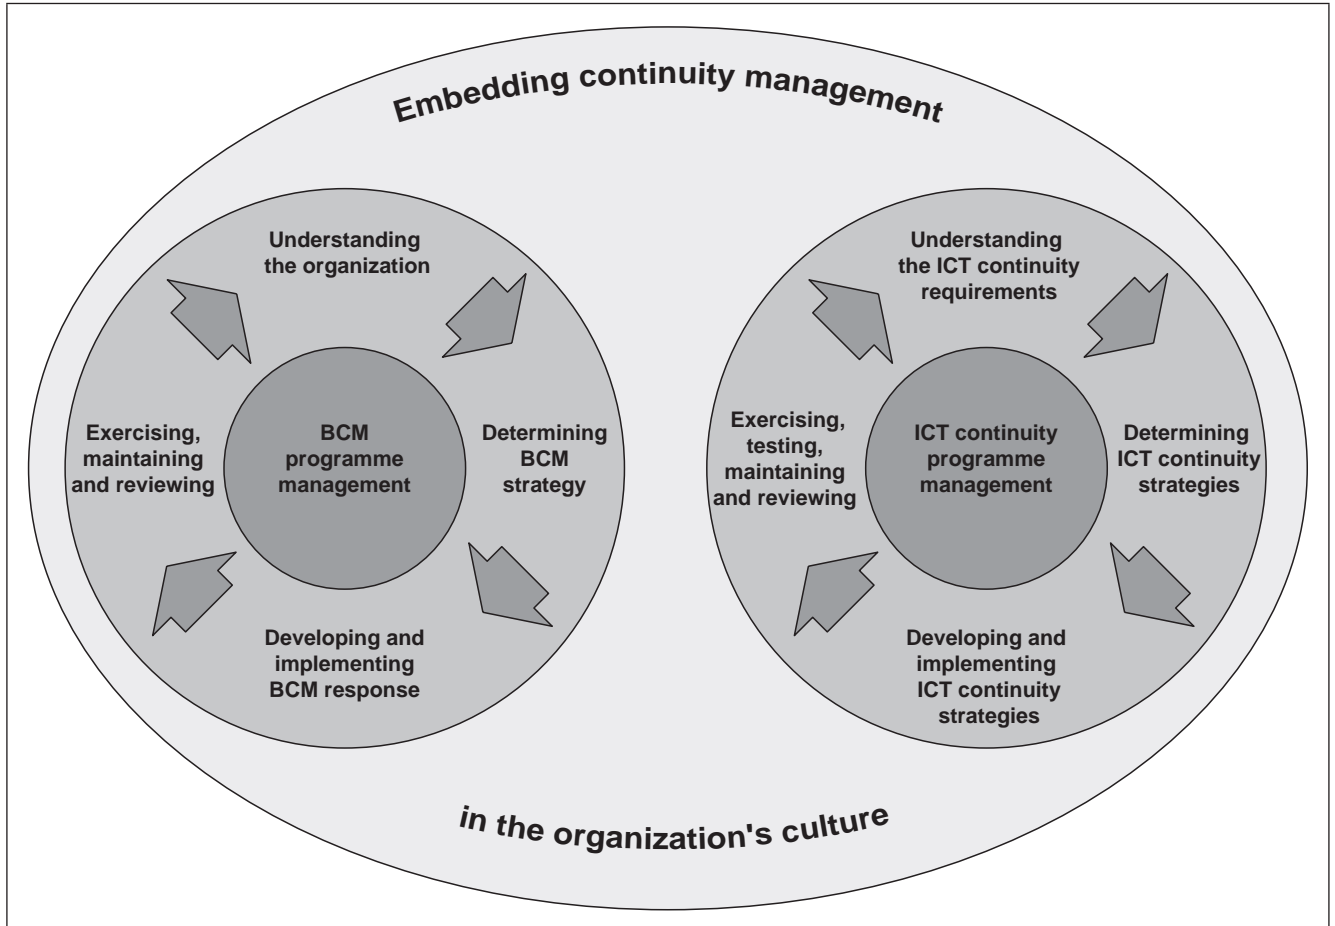 Embedding continuity management
Understanding
the organization
Exercising,
maintaining
and reviewing
BCM
programme
management
Determining
BCM
strategy
Developing and
implementing
BCM response
Understanding
the ICT continuity
requirements
Exercising,
testing,
maintaining
and reviewing
ICT continuity
programme
management
Determining
ICT continuity
strategies
Developing and
implementing
ICT continuity
strategies
in the organization's culture